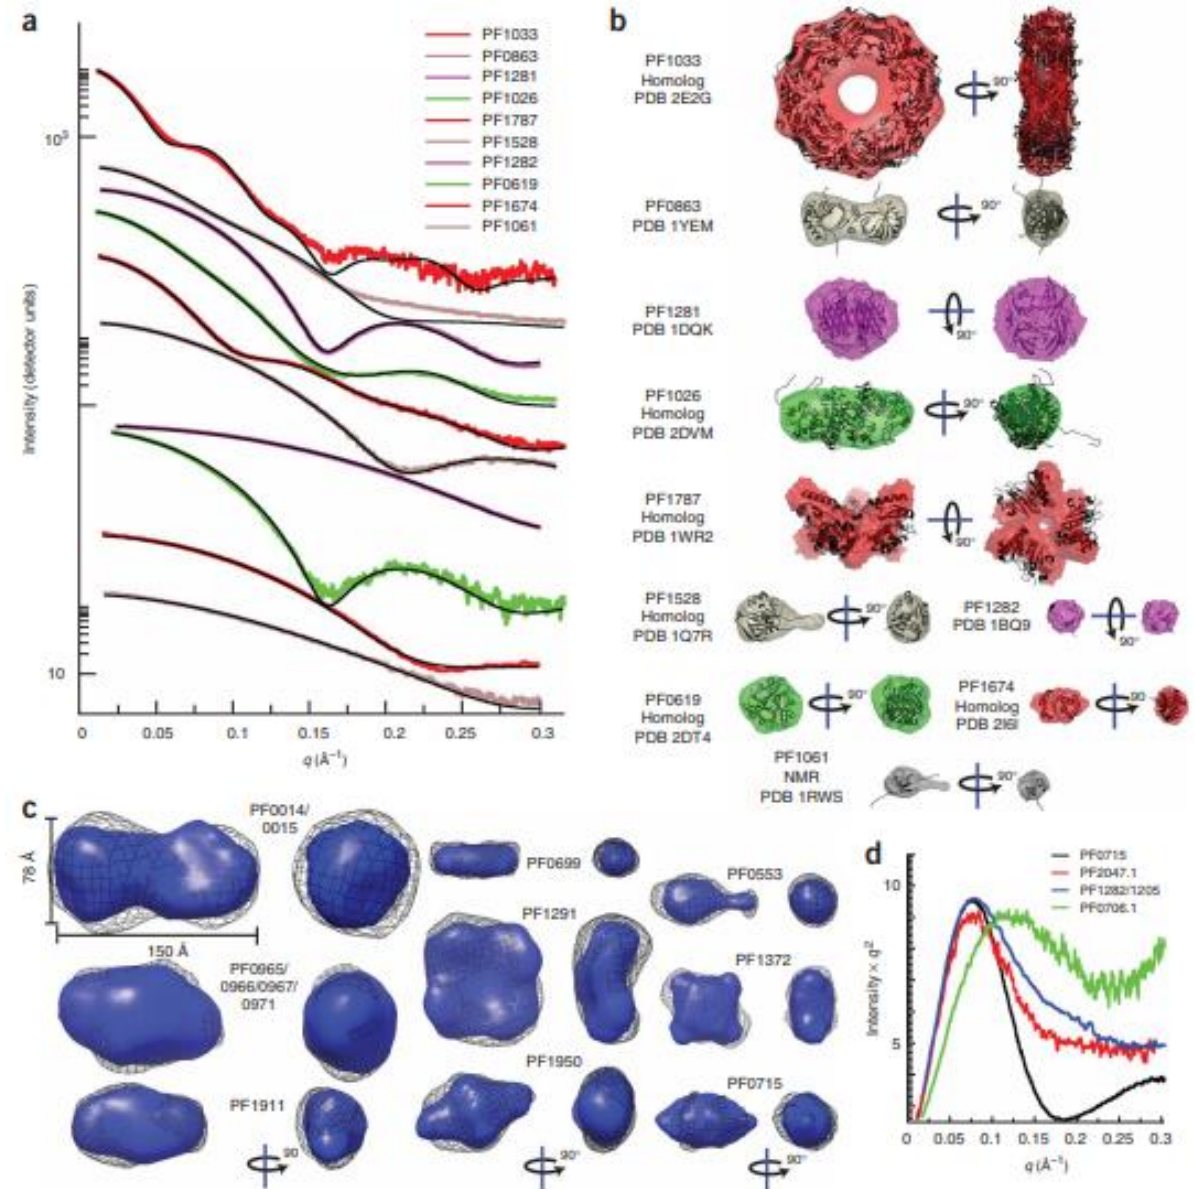 a
PF1033
PF0863
PF1281
PF1026
PF1787
PF1528
PF1282
PF0619
PF1674
PF1061
10³
10
Intensity (detector units)
0
0.05
0.1
0.15
0.2
0.25
0.3
q (Å⁻¹)
b
PF1033
Homolog
PDB 2E2G
90°
PF0863
PDB 1YEM
90°
PF1281
PDB 1DQK
90°
PF1026
Homolog
PDB 2DVM
90°
PF1787
Homolog
PDB 1WR2
90°
PF1528
Homolog
PDB 1Q7R
90°
PF1282
PDB 1BQ9
90°
PF0619
Homolog
PDB 2DT4
90°
PF1674
Homolog
PDB 2I6I
90
PF1061
NMR
PDB 1RWS
90°
c
78 Å
150 Å
PF0014/
0015
PF0699
PF0553
PF1291
PF0965/
0966/0967/
0971
PF1372
PF1950
PF1911
PF0715
90
90°
90°
d
PF0715
PF2047.1
PF1282/1205
PF0706.1
10
5
Intensity × q²
0
0.05
0.1
0.15
0.2
0.25
0.3
q (Å⁻¹)